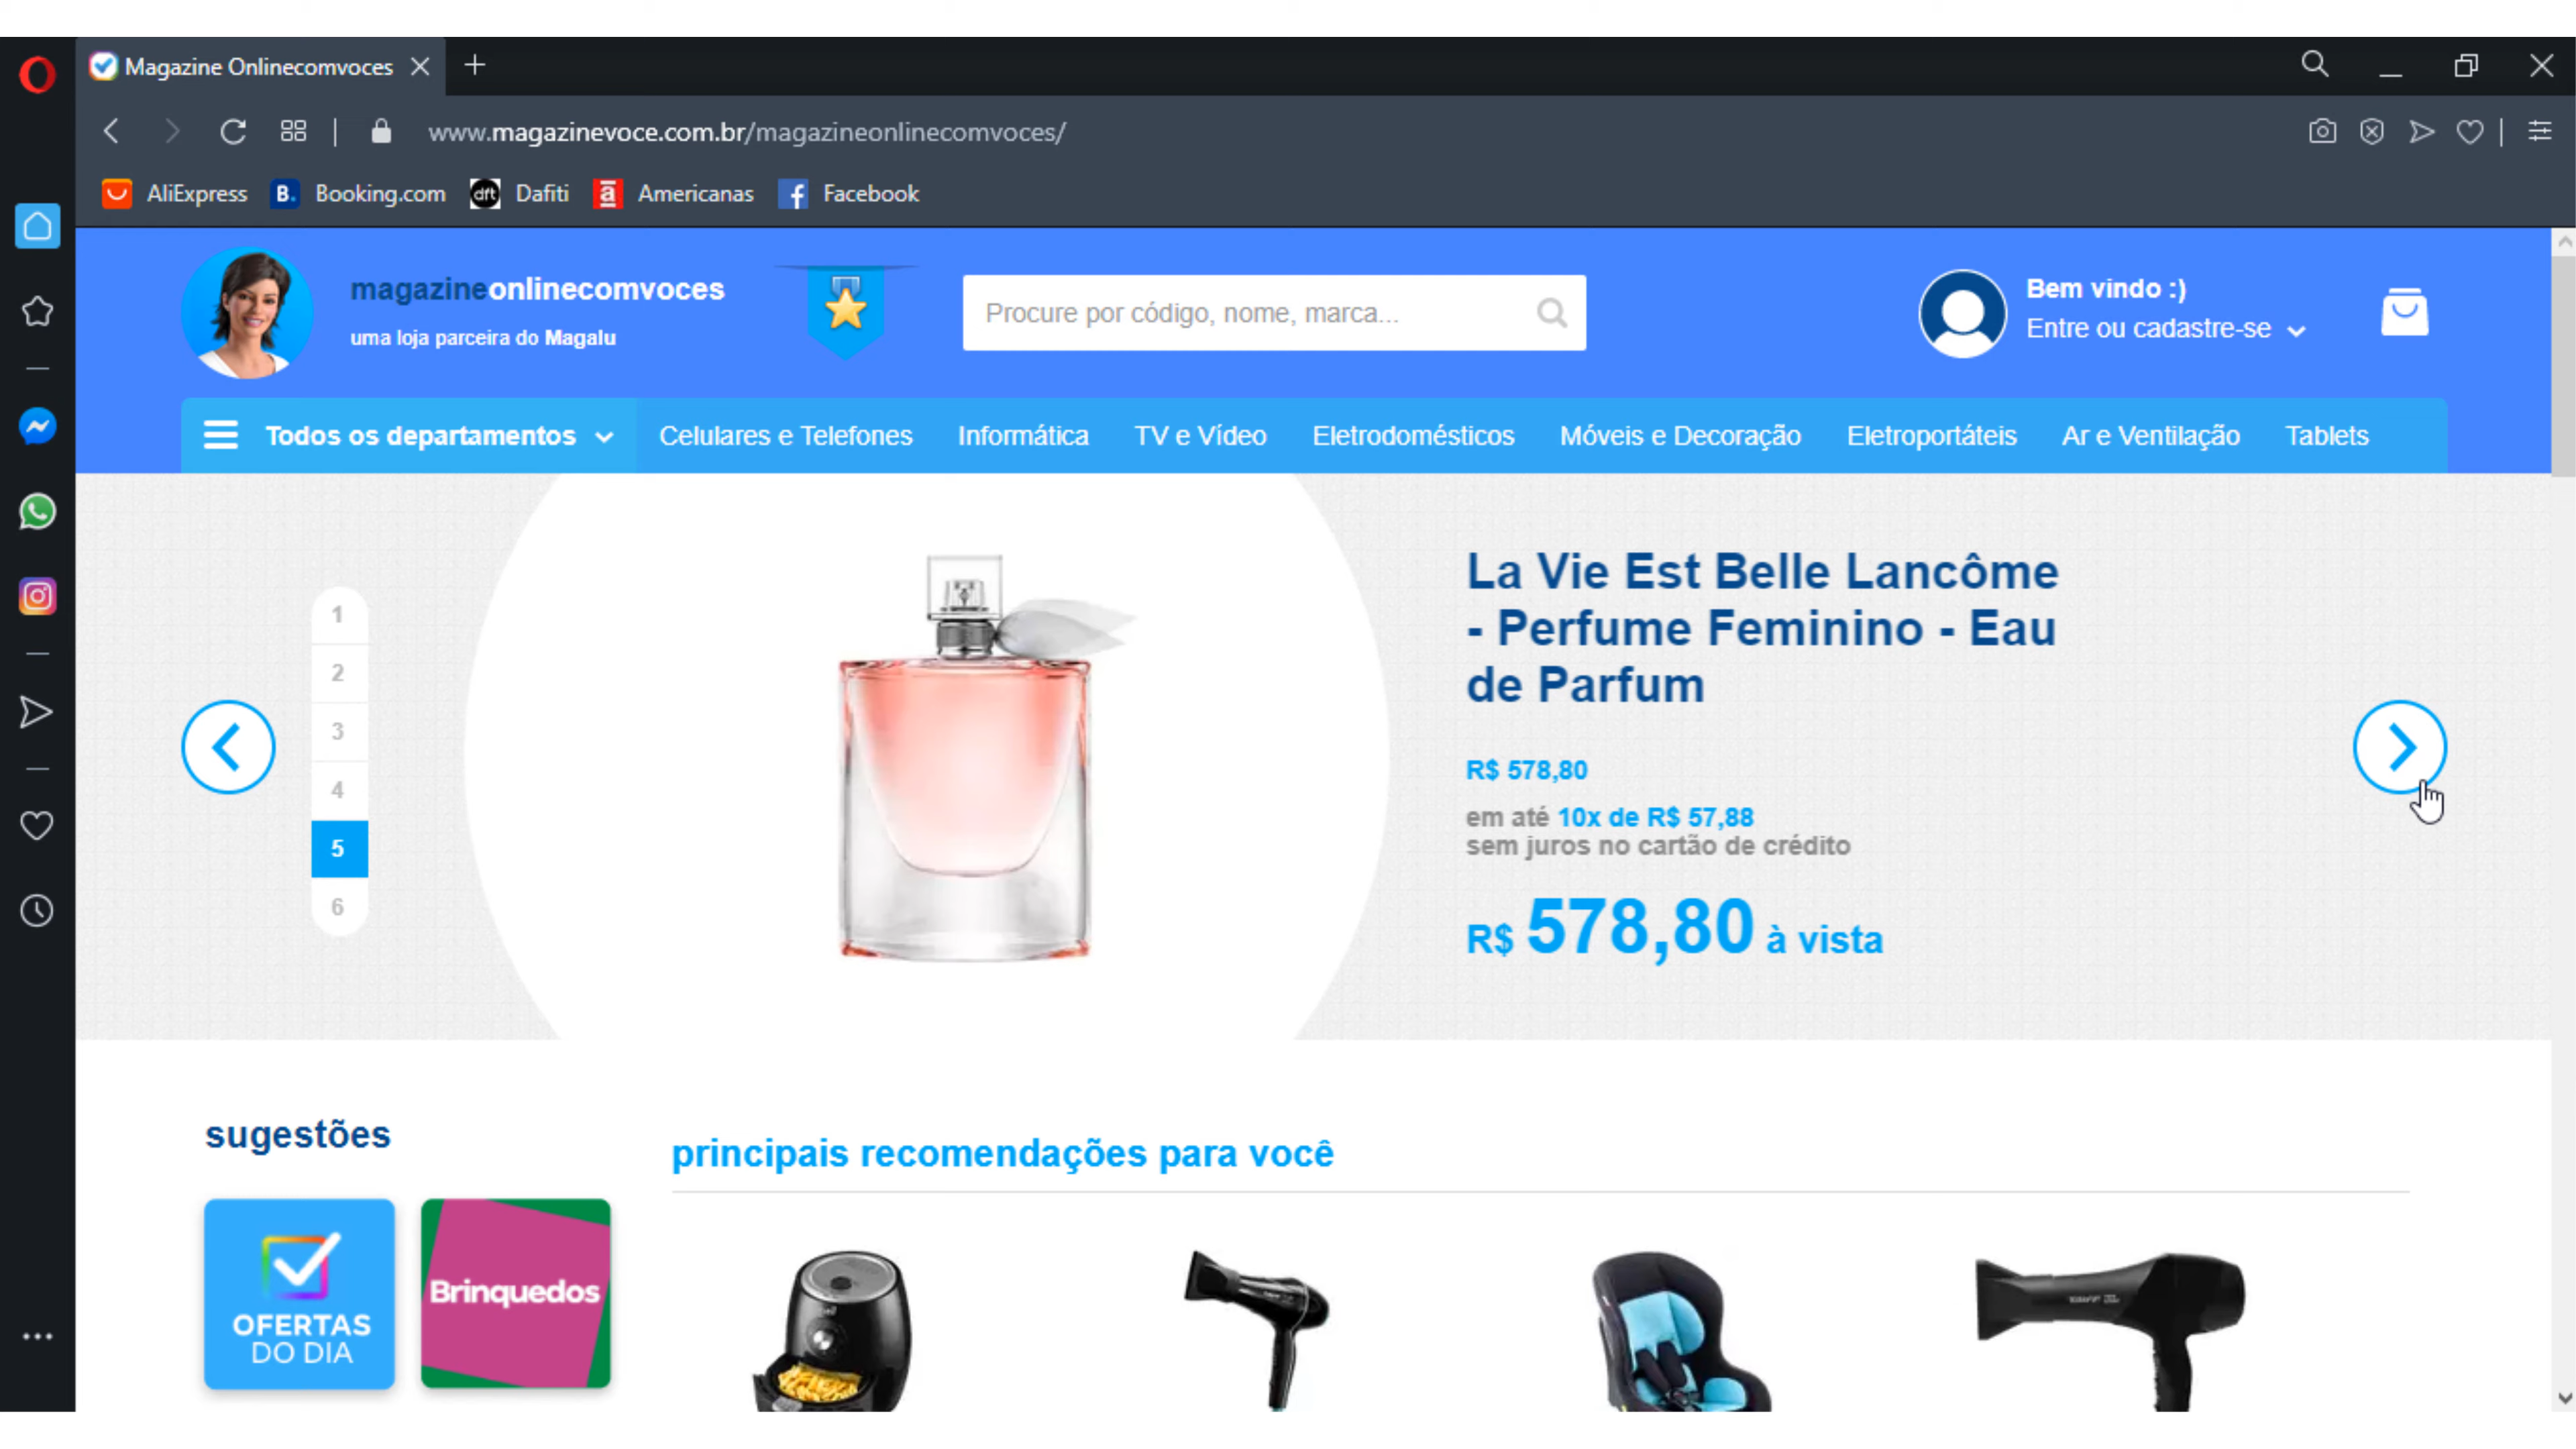 Magazine Onlinecomvoces
www.magazinevoce.com.br/magazineonlinecomvoces/
AliExpress B. Booking.com dft Dafiti a Americanas f Facebook
magazineonlinecomvoces
uma loja parceira do Magalu
Procure por código, nome, marca...
Bem vindo :)
Entre ou cadastre-se
Todos os departamentos Celulares e Telefones Informática TV e Vídeo Eletrodomésticos Móveis e Decoração Eletroportáteis Ar e Ventilação Tablets
1
2
3
4
5
6
La Vie Est Belle Lancôme
- Perfume Feminino - Eau
de Parfum
R$ 578,80
em até 10x de R$ 57,88
sem juros no cartão de crédito
R$ 578,80 à vista
sugestões
principais recomendações para você
OFERTAS
DO DIA
Brinquedos